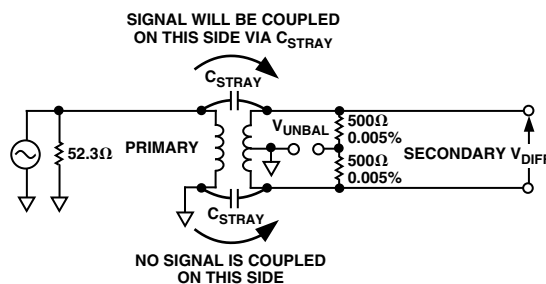 SIGNAL WILL BE COUPLED
ON THIS SIDE VIA CSTRAY
CSTRAY
52.3Ω
PRIMARY
VUNBAL
500Ω
0.005%
500Ω
0.005%
SECONDARY VDIFF
CSTRAY
NO SIGNAL IS COUPLED
ON THIS SIDE